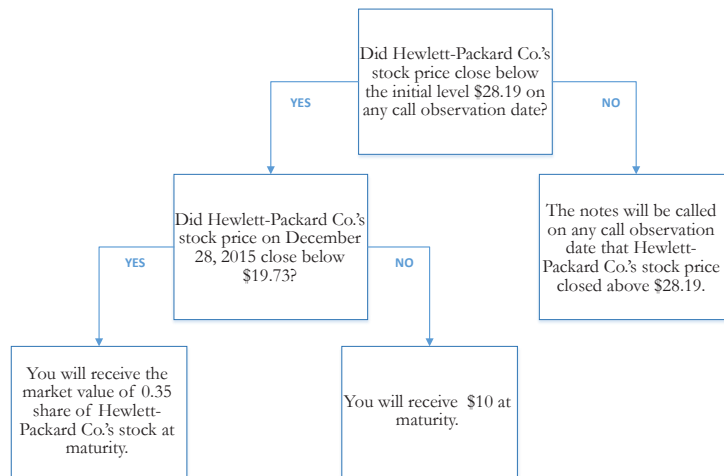 Did Hewlett-Packard Co.'s
stock price close below
the initial level $28.19 on
any call observation date?
YES
NO
Did Hewlett-Packard Co.'s
stock price on December
28, 2015 close below
$19.73?
The notes will be called
on any call observation
date that Hewlett-
Packard Co.'s stock price
closed above $28.19.
YES
NO
You will receive the
market value of 0.35
share of Hewlett-
Packard Co.'s stock at
maturity.
You will receive $10 at
maturity.